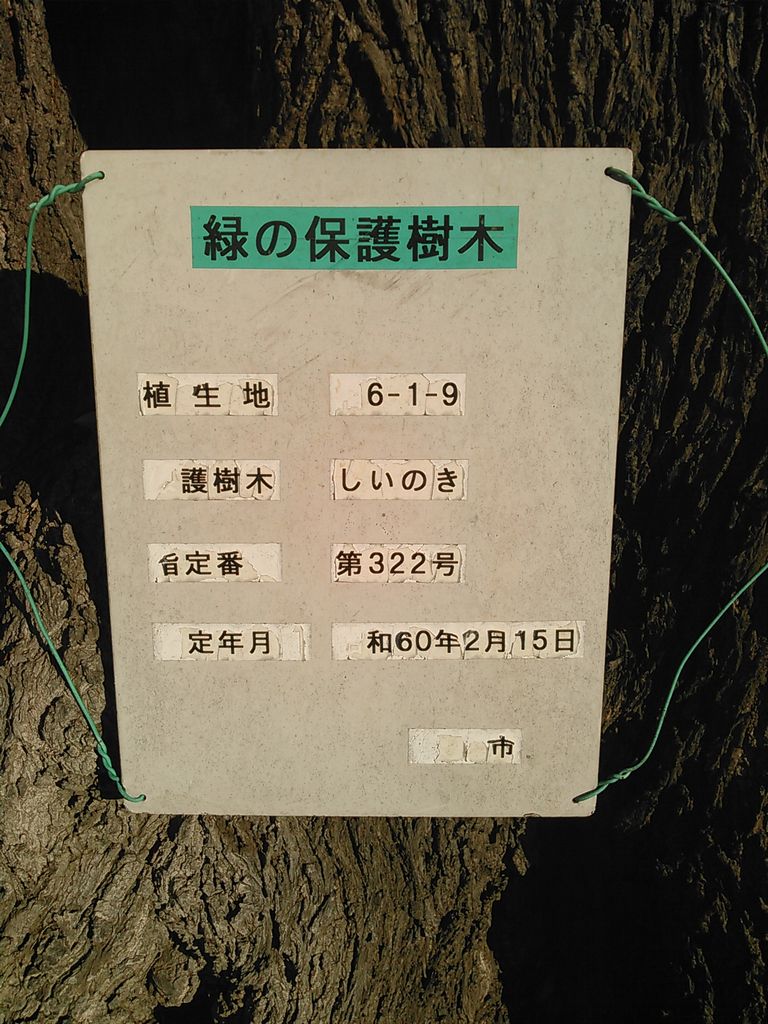 緑の保護樹木
植生地 6-1-9
護樹木 しいのき
指定番 第322号
定年月 和60年2月15日
市